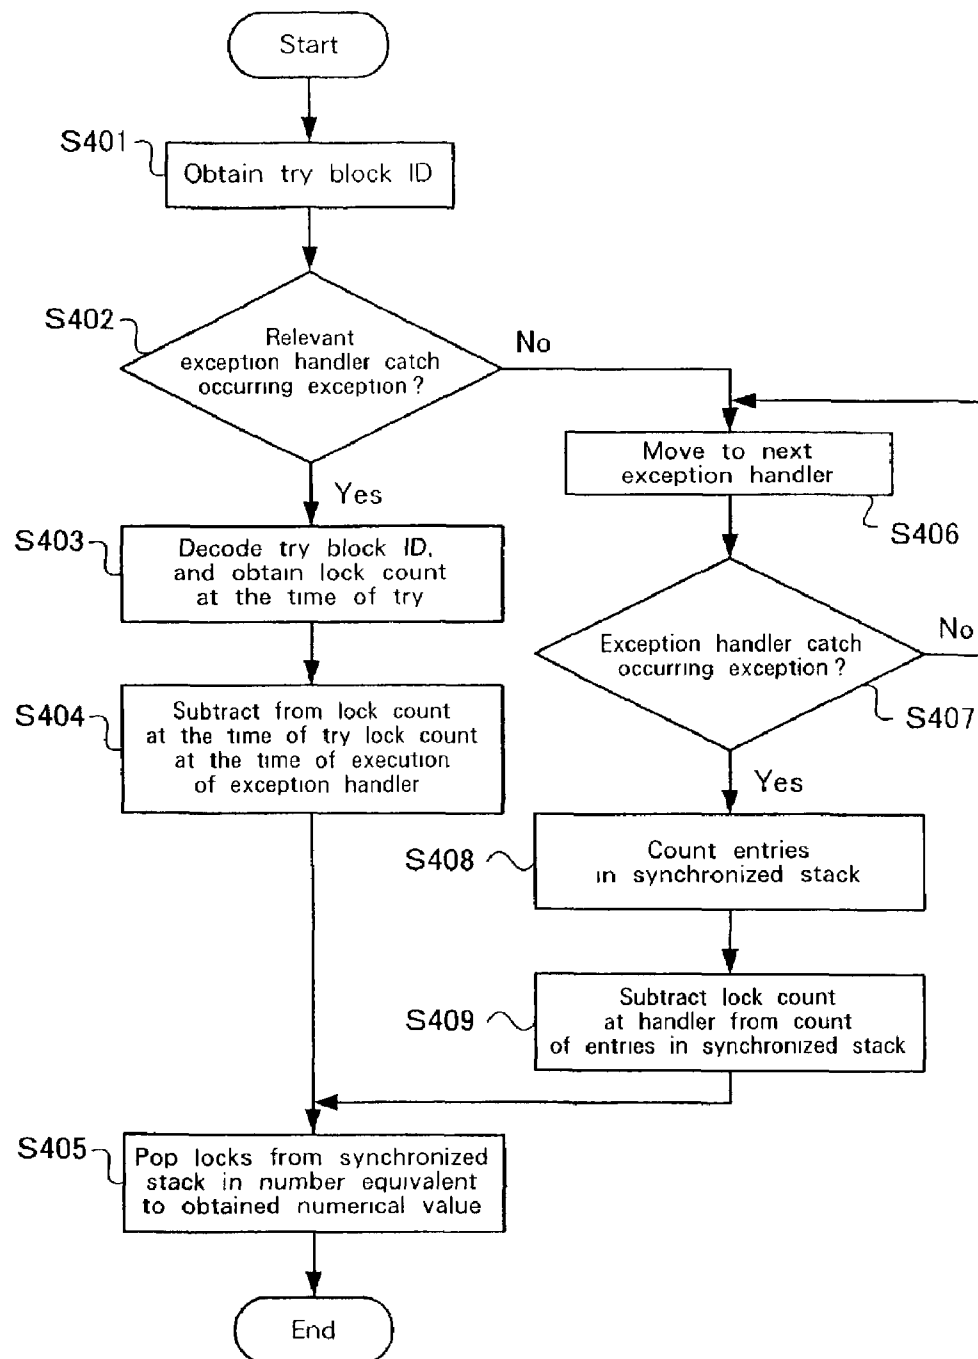 Start
S401
Obtain try block ID
S402
Relevant
exception handler catch
occurring exception?
No
Yes
Move to next
exception handler
S406
S403
Decode try block ID,
and obtain lock count
at the time of try
Exception handler catch
occurring exception?
No
S407
S404
Subtract from lock count
at the time of try lock count
at the time of execution
of exception handler
Yes
S408
Count entries
in synchronized stack
S409
Subtract lock count
at handler from count
of entries in synchronized stack
S405
Pop locks from synchronized
stack in number equivalent
to obtained numerical value
End